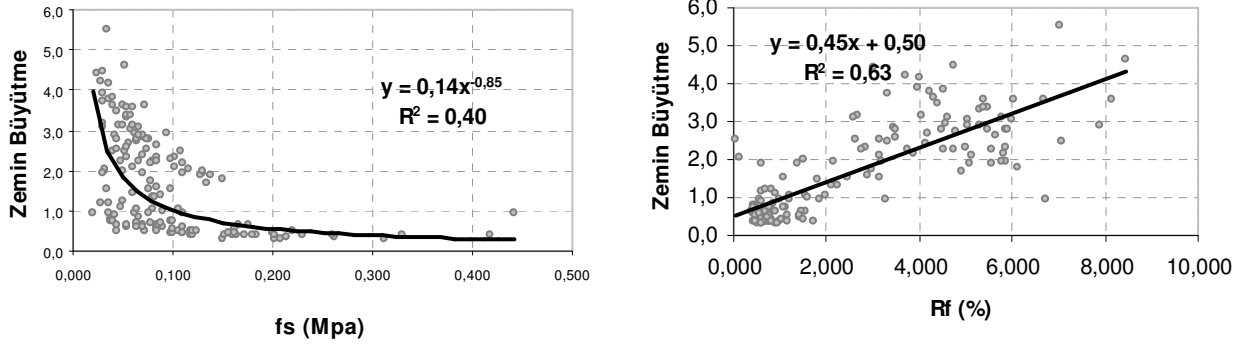 Zemin Büyütme
6,0
5,0
4,0
3,0
2,0
1,0
0,0
y = 0,14x-0,85
R2 = 0,40
0,000 0,100 0,200 0,300 0,400 0,500
fs (Mpa)
Zemin Büyütme
6,0
5,0
4,0
3,0
2,0
1,0
0,0
y = 0,45x + 0,50
R2 = 0,63
0,000 2,000 4,000 6,000 8,000 10,000
Rf (%)